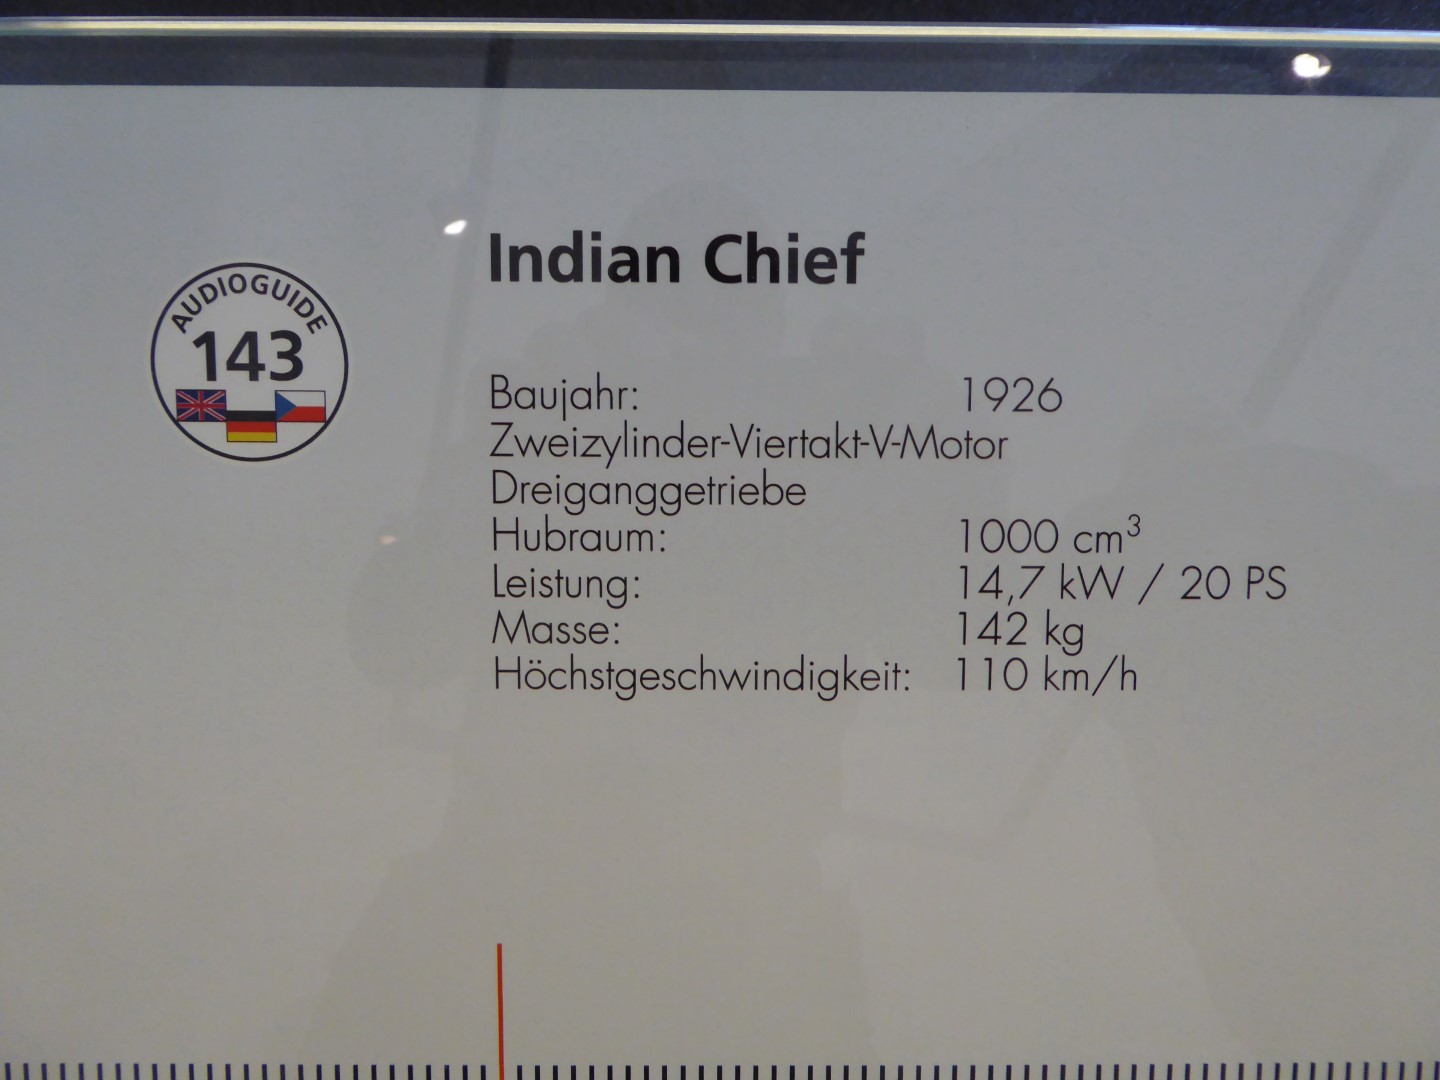 Indian Chief
AUDIOGUIDE
143
Baujahr: 1926
Zweizylinder-Viertakt-V-Motor
Dreiganggetriebe
Hubraum: 1000 cm³
Leistung: 14,7 kW / 20 PS
Masse: 142 kg
Höchstgeschwindigkeit: 110 km/h